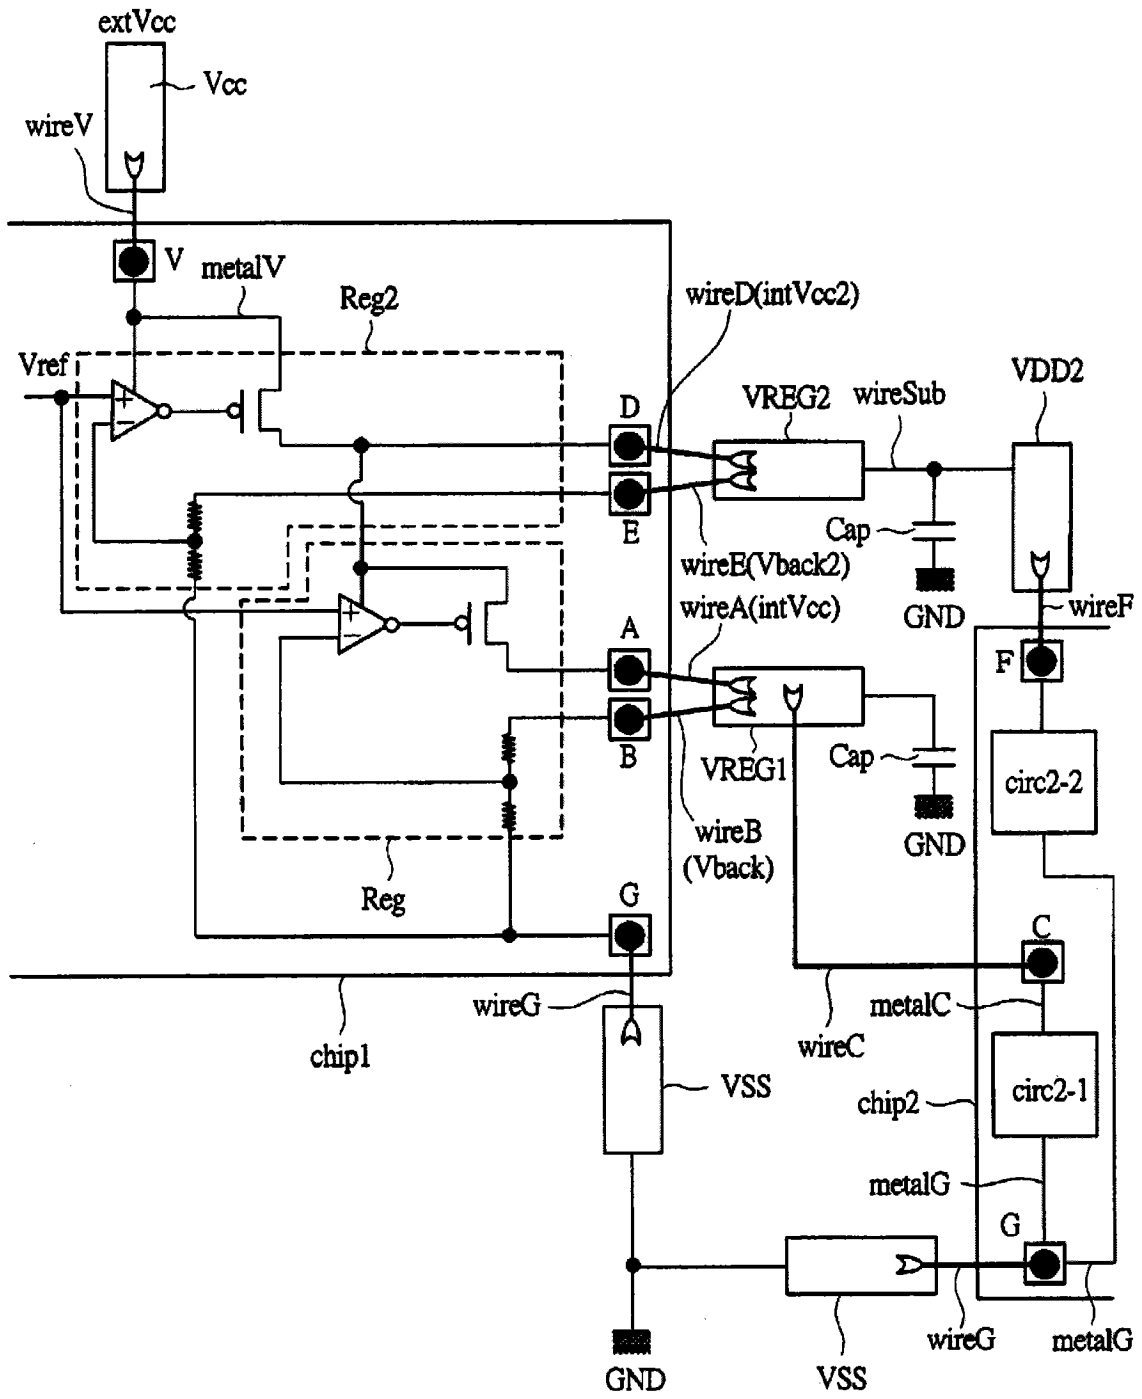 extVcc
Vcc
wireV
V
metalV
Reg2
wireD(intVcc2)
Vref
VDD2
VREG2
wireSub
D
+
−
E
Cap
wireE(Vback2)
GND
wireF
wireA(intVcc)
+
−
A
F
B
VREG1
Cap
circ2-2
wireB
(Vback)
GND
Reg
G
C
wireG
metalC
chip1
wireC
VSS
chip2
circ2-1
metalG
G
GND
VSS
wireG
metalG